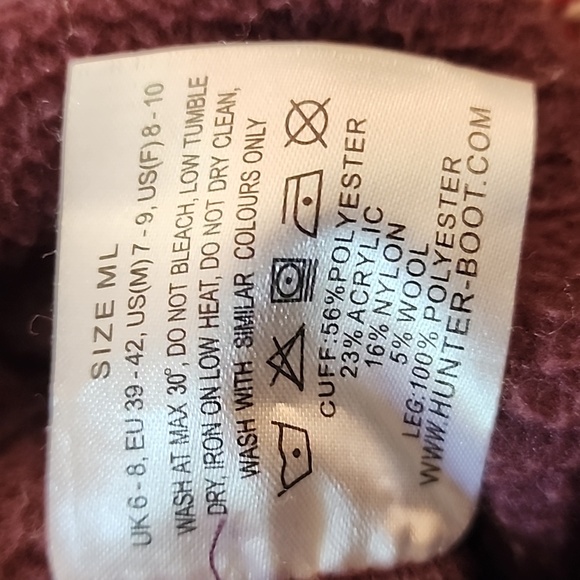 SIZE ML
UK 6 - 8, EU 39 - 42, US(M) 7 - 9, US(F) 8 - 10
WASH AT MAX 30°, DO NOT BLEACH, LOW TUMBLE
DRY, IRON ON LOW HEAT, DO NOT DRY CLEAN,
WASH WITH SIMILAR COLOURS ONLY
CUFF:56%POLYESTER
23% ACRYLIC
16% NYLON
5% WOOL
LEG:100% POLYESTER
WWW.HUNTER-BOOT.COM